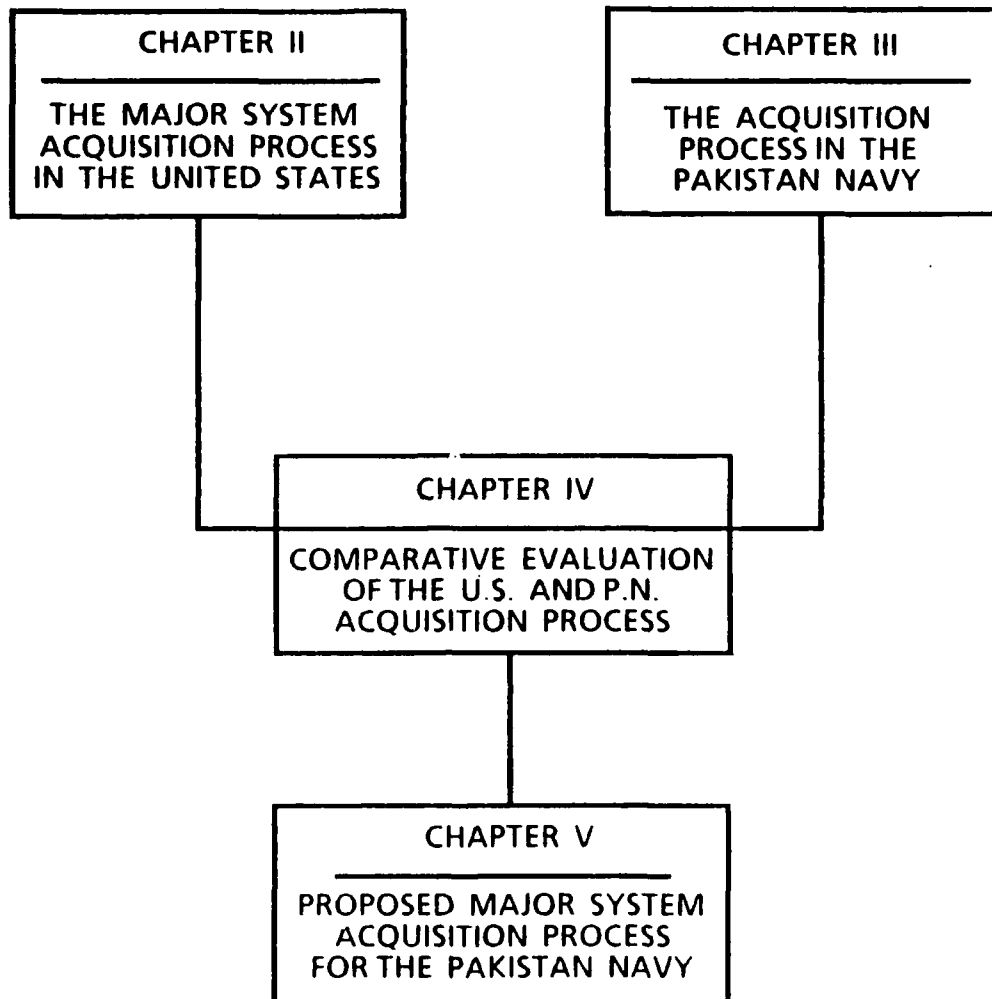 CHAPTER II
THE MAJOR SYSTEM
ACQUISITION PROCESS
IN THE UNITED STATES
CHAPTER III
THE ACQUISITION
PROCESS IN THE
PAKISTAN NAVY
CHAPTER IV
COMPARATIVE EVALUATION
OF THE U.S. AND P.N.
ACQUISITION PROCESS
CHAPTER V
PROPOSED MAJOR SYSTEM
ACQUISITION PROCESS
FOR THE PAKISTAN NAVY